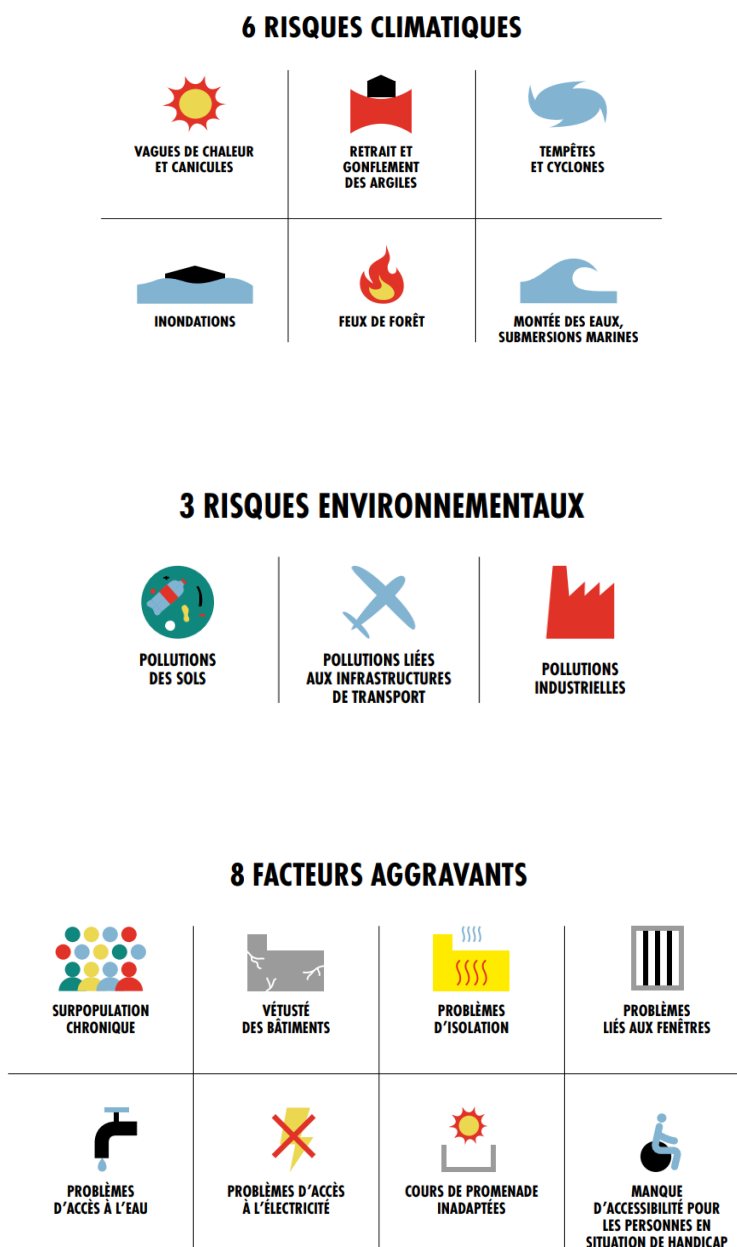 6 RISQUES CLIMATIQUES
VAGUES DE CHALEUR
ET CANICULES
RETRAIT ET
GONFLEMENT
DES ARGILES
TEMPÊTES
ET CYCLONES
INONDATIONS
FEUX DE FORÊT
MONTÉE DES EAUX,
SUBMERSIONS MARINES
3 RISQUES ENVIRONNEMENTAUX
POLLUTIONS
DES SOLS
POLLUTIONS LIÉES
AUX INFRASTRUCTURES
DE TRANSPORT
POLLUTIONS
INDUSTRIELLES
8 FACTEURS AGGRAVANTS
SURPOPULATION
CHRONIQUE
VÉTUSTÉ
DES BÂTIMENTS
PROBLÈMES
D'ISOLATION
PROBLÈMES
LIÉS AUX FENÊTRES
PROBLÈMES
D'ACCÈS À L'EAU
PROBLÈMES D'ACCÈS
À L'ÉLECTRICITÉ
COURS DE PROMENADE
INADAPTÉES
MANQUE
D'ACCESSIBILITÉ POUR
LES PERSONNES EN
SITUATION DE HANDICAP